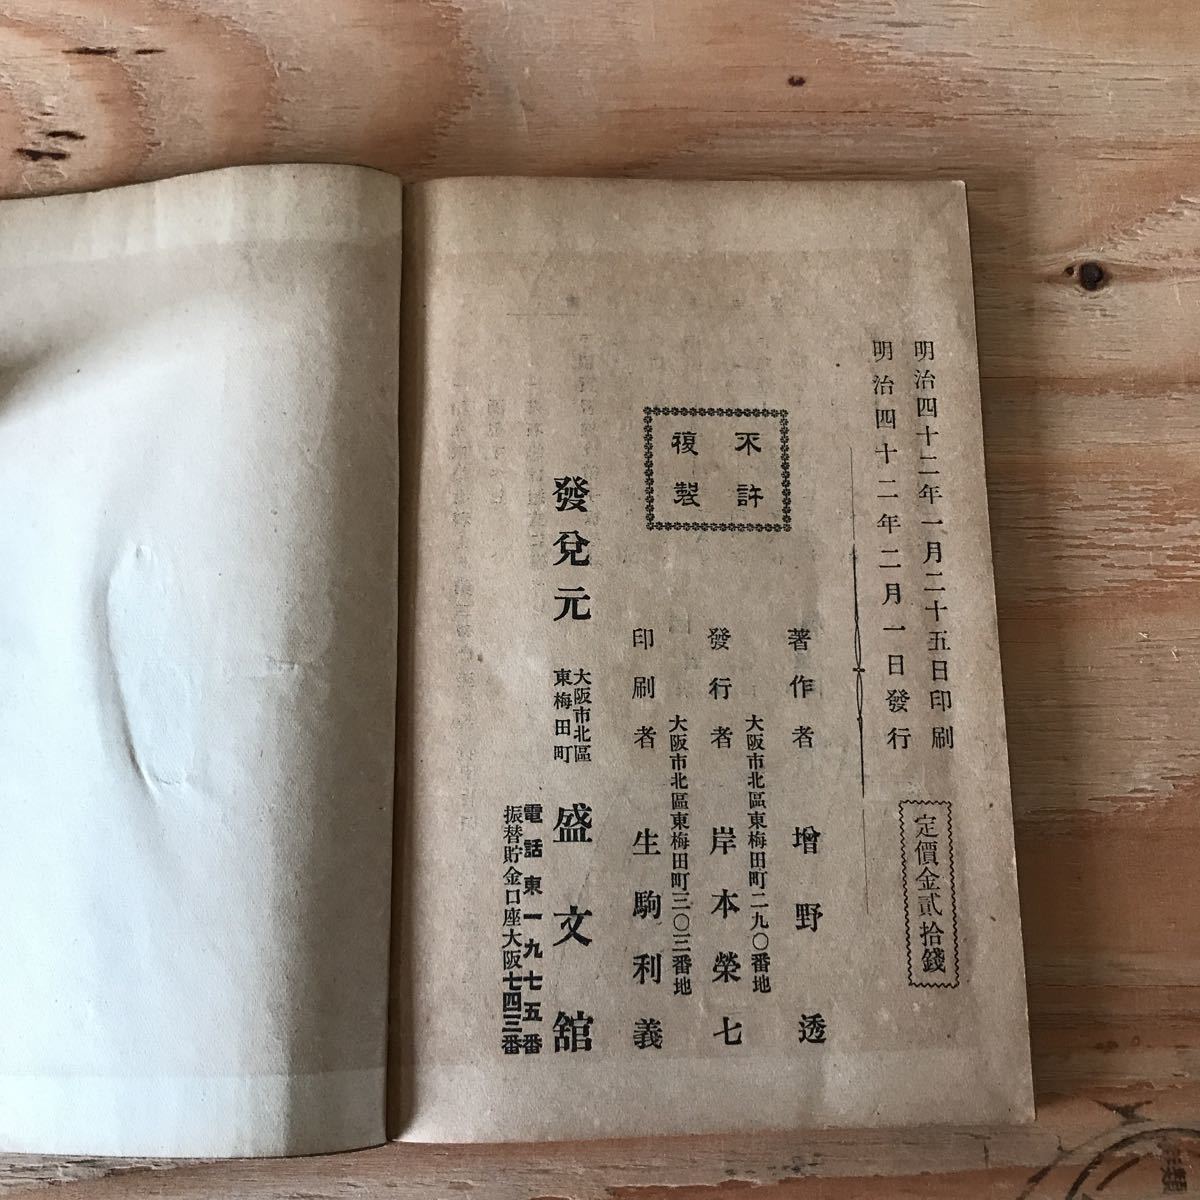 明治四十二年一月二十五日印刷
明治四十二年二月一日發行
定價金貳拾錢
不許
複製
著作者 增野透
大阪市北區東梅田町二九〇番地
發行者 岸本榮七
大阪市北區東梅田町三〇三番地
印刷者 生駒利義
發兌元 大阪市北區
東梅田町 盛文舘
電話東一九七五番
振替貯金口座大阪七四三番